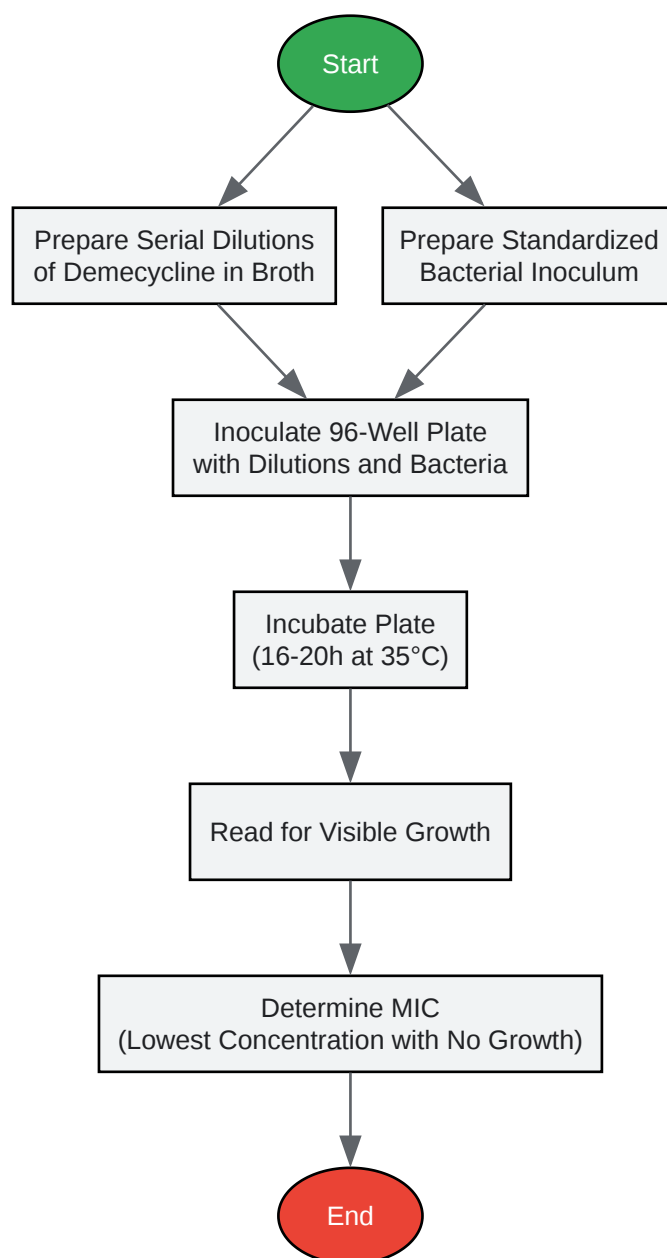 Start
Prepare Serial Dilutions
of Demecycline in Broth
Prepare Standardized
Bacterial Inoculum
Inoculate 96-Well Plate
with Dilutions and Bacteria
Incubate Plate
(16-20h at 35°C)
Read for Visible Growth
Determine MIC
(Lowest Concentration with No Growth)
End